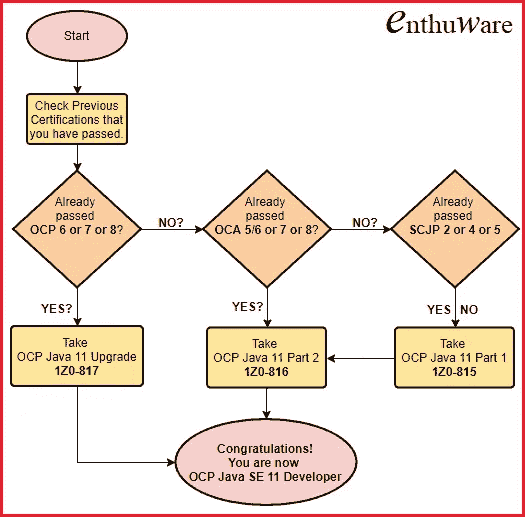 enthuware
Start
Check Previous
Certifications that
you have passed.
Already
passed
OCP 6 or 7 or 8?
NO?
Already
passed
OCA 5/6 or 7 or 8?
NO?
Already
passed
SCJP 2 or 4 or 5
YES?
YES?
YES NO
Take
OCP Java 11 Upgrade
1Z0-817
Take
OCP Java 11 Part 2
1Z0-816
Take
OCP Java 11 Part 1
1Z0-815
Congratulations!
You are now
OCP Java SE 11 Developer